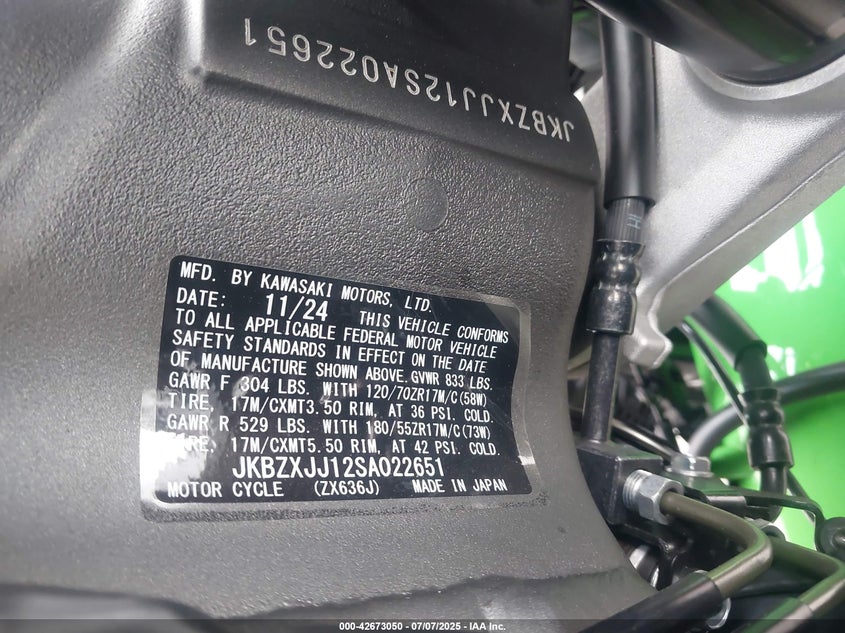 JKBZXJJ12SA022651
MFD. BY KAWASAKI MOTORS, LTD.
DATE: 11/24 THIS VEHICLE CONFORMS
TO ALL APPLICABLE FEDERAL MOTOR VEHICLE
SAFETY STANDARDS IN EFFECT ON THE DATE
OF MANUFACTURE SHOWN ABOVE. GVWR 833 LBS.
GAWR F 304 LBS. WITH 120/70ZR17M/C(58W)
TIRE, 17M/CXMT3.50 RIM, AT 36 PSI. COLD.
GAWR R 529 LBS. WITH 180/55ZR17M/C(73W)
TIRE, 17M/CXMT5.50 RIM, AT 42 PSI. COLD.
JKBZXJJ12SA022651
MOTOR CYCLE (ZX636J) MADE IN JAPAN
000-42673050 - 07/07/2025 - IAA Inc.